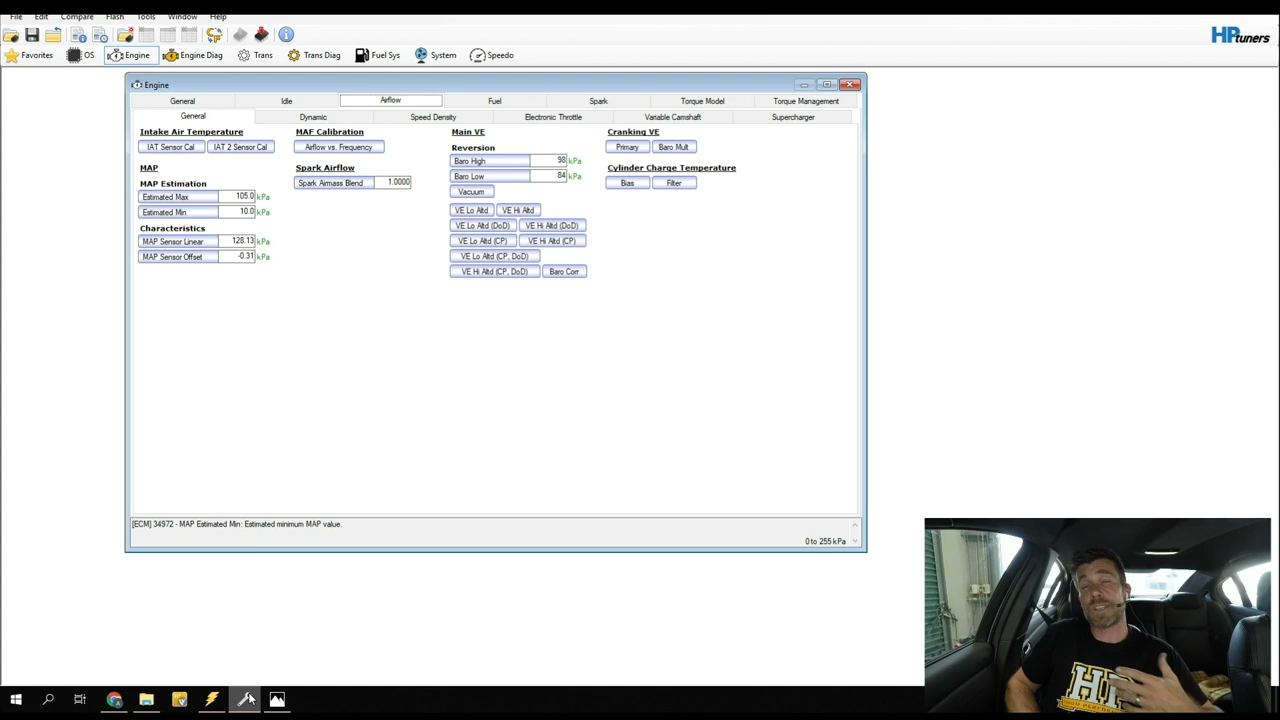 File Edit Compare Flash Tools Window Help
HPtuners
Favorites OS Engine Engine Diag Trans Trans Diag Fuel Sys System Speedo
Engine
General Idle Airflow Fuel Spark Torque Model Torque Management
General Dynamic Speed Density Electronic Throttle Variable Camshaft Supercharger
Intake Air Temperature MAF Calibration Main VE Cranking VE
IAT Sensor Cal IAT 2 Sensor Cal Airflow vs. Frequency Reversion Primary Baro Mult
Baro High 98 kPa
MAP Spark Airflow Cylinder Charge Temperature
Baro Low 84 kPa
MAP Estimation Spark Airmass Blend 1.0000 Bias Filter
Vacuum
Estimated Max 105.0 kPa
Estimated Min 10.0 kPa VE Lo Altd VE Hi Altd
Characteristics VE Lo Altd (DoD) VE Hi Altd (DoD)
MAP Sensor Linear 128.13 kPa VE Lo Altd (CP) VE Hi Altd (CP)
MAP Sensor Offset -0.31 kPa VE Lo Altd (CP, DoD)
VE Hi Altd (CP, DoD) Baro Corr
[ECM] 34972 - MAP Estimated Min: Estimated minimum MAP value.
0 to 255 kPa
HP